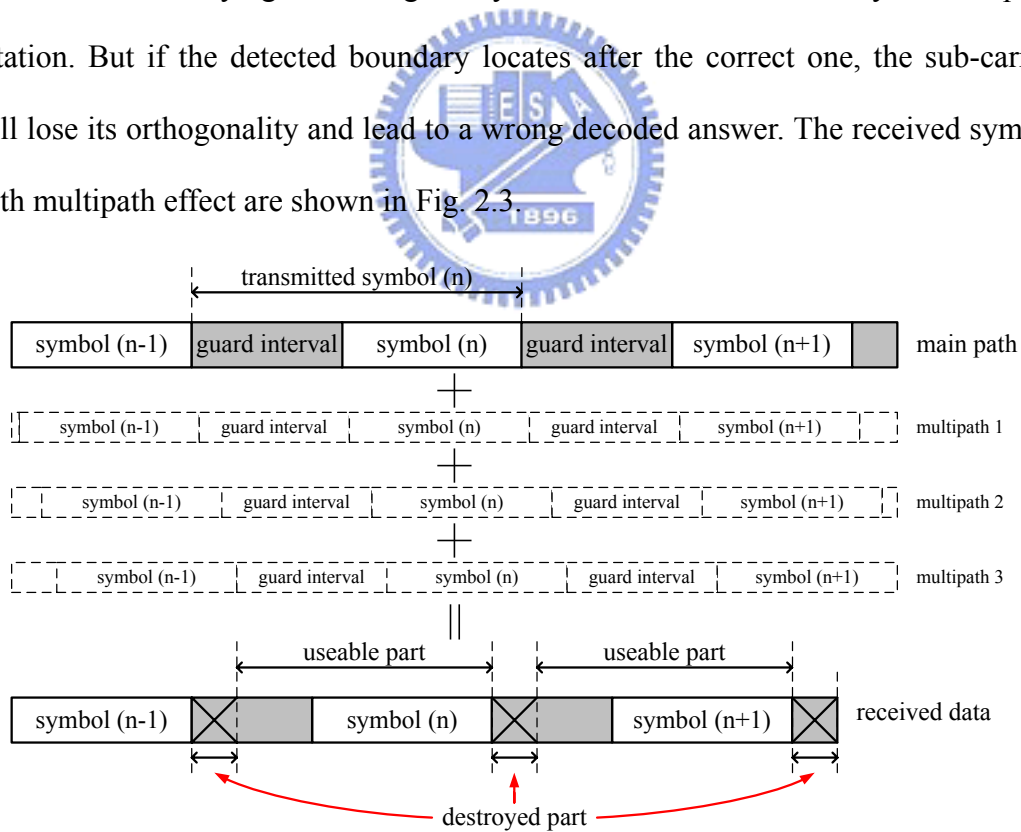 tation. But if the detected boundary locates after the correct one, the sub-carr
ll lose its orthogonality and lead to a wrong decoded answer. The received sym
th multipath effect are shown in Fig. 2.3.
E S A
1896
transmitted symbol (n)
symbol (n-1) guard interval symbol (n) guard interval symbol (n+1) main path
+
symbol (n-1) guard interval symbol (n) guard interval symbol (n+1) multipath 1
+
symbol (n-1) guard interval symbol (n) guard interval symbol (n+1) multipath 2
+
symbol (n-1) guard interval symbol (n) guard interval symbol (n+1) multipath 3
||
useable part useable part
symbol (n-1) symbol (n) symbol (n+1) received data
destroyed part